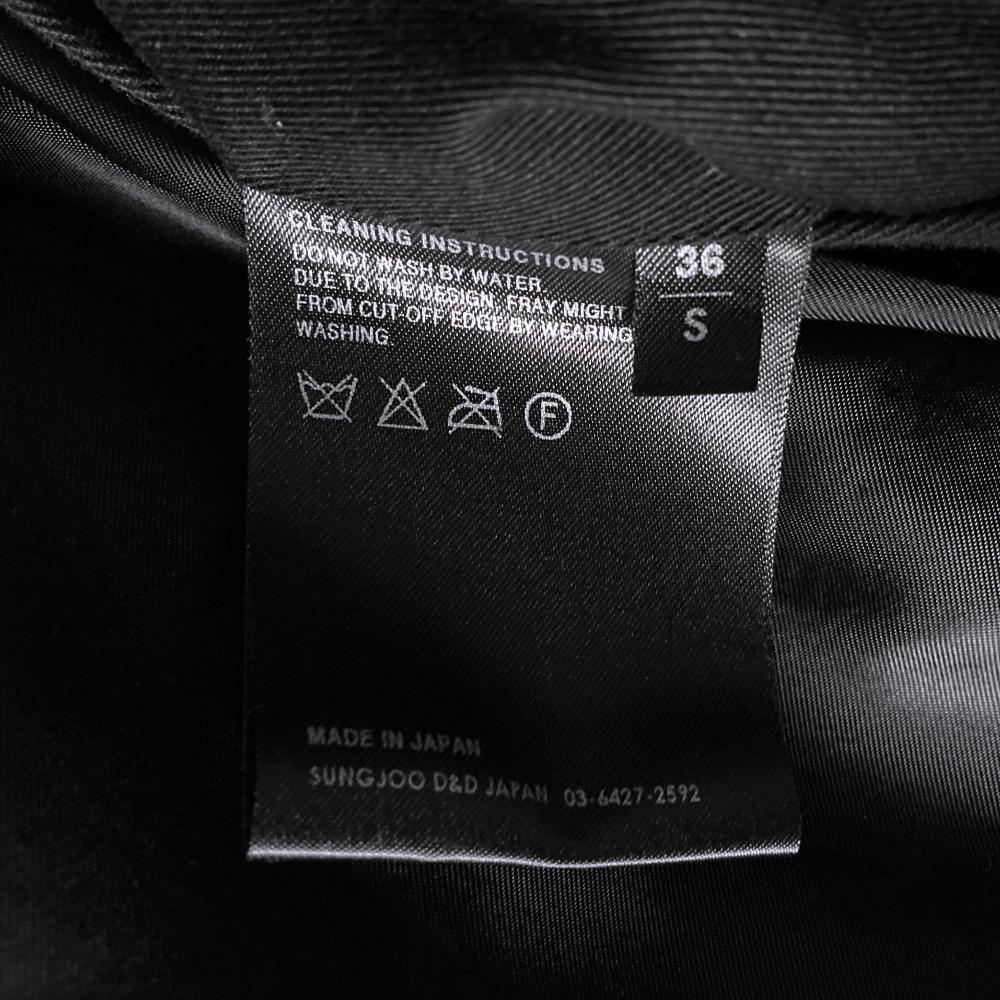 CLEANING INSTRUCTIONS
DO NOT WASH BY WATER
DUE TO THE DESIGN, FRAY MIGHT
FROM CUT-OFF EDGE BY WEARING
WASHING
36
S
F
MADE IN JAPAN
SUNGJOO D&D JAPAN 03-6427-2592